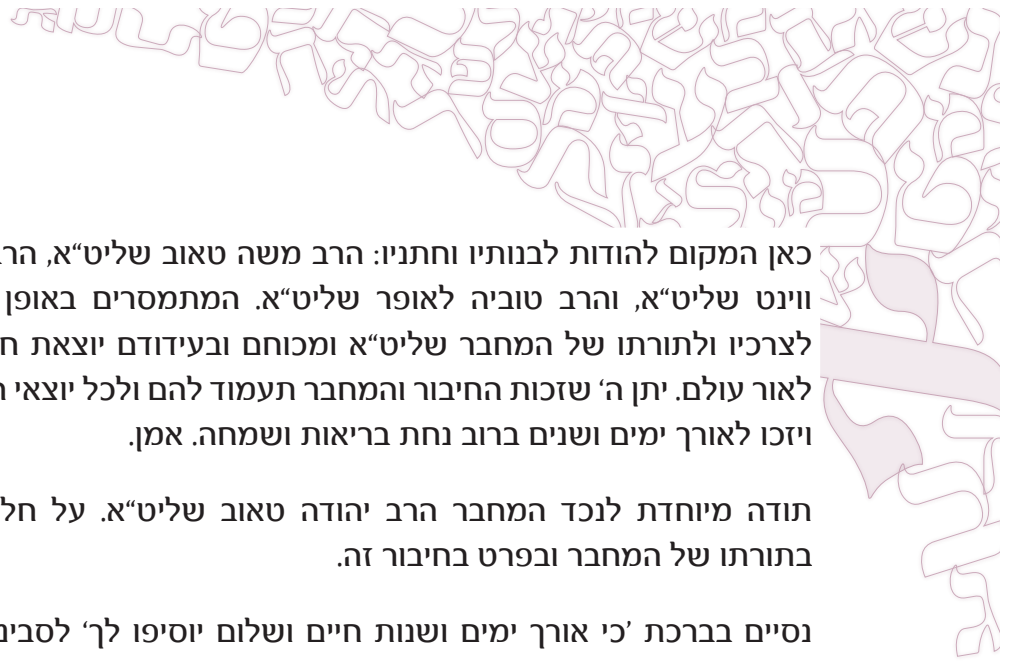 כאן המקום להודות לבנותיו וחתניו: הרב משה טאוב שליט“א, הרב
ווינט שליט“א, והרב טוביה לאופר שליט“א. המתמסרים באופן
לצרכיו ולתורתו של המחבר שליט“א ומכוחם ובעידודם יוצאת
לאור עולם. יתן ה‘ שזכות החיבור והמחבר תעמוד להם ולכל יוצאי
ויזכו לאורך ימים ושנים ברוב נחת בריאות ושמחה. אמן.
תודה מיוחדת לנכד המחבר הרב יהודה טאוב שליט“א. על
בתורתו של המחבר ובפרט בחיבור זה.
נסיים בברכת ’כי אורך ימים ושנות חיים ושלום יוסיפו לך‘